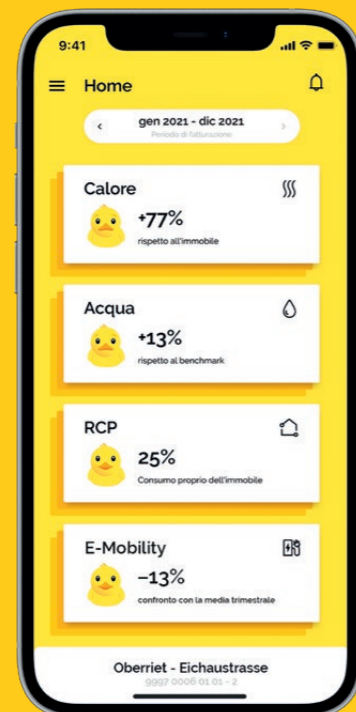 9:41
Home
gen 2021 - dic 2021
Periodo di fatturazione
Calore
+77%
rispetto all'immobile
Acqua
+13%
rispetto al benchmark
RCP
25%
Consumo proprio dell'immobile
E-Mobility
−13%
confronto con la media trimestrale
Oberriet - Eichaustrasse
9997 0006 01 01 - 2